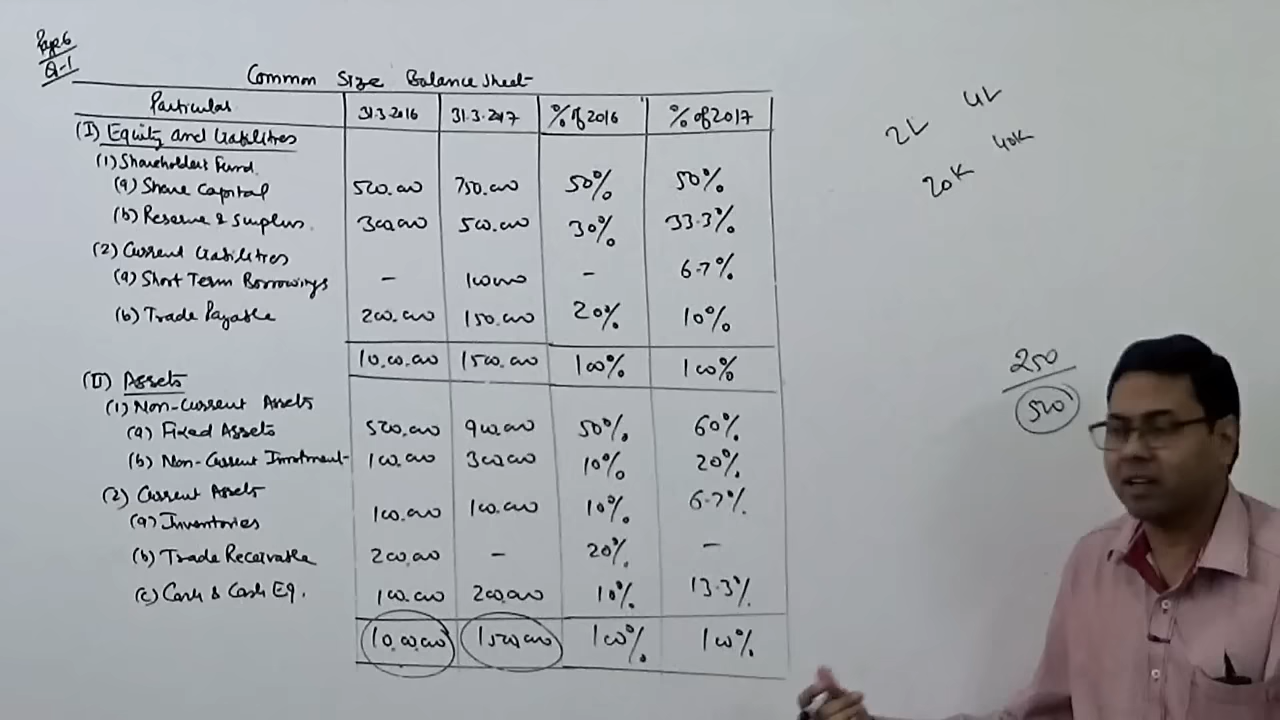 Page 6
Q-1
Common Size Balance Sheet
Particular 31.3.2016 31.3.2017 % of 2016 % of 2017
(I) Equity and Liabilities
(1) Shareholders Fund.
(a) Share Capital 500,000 750,000 50% 50%
(b) Reserve & Surplus. 300,000 500,000 30% 33.3%
(2) Current Liabilities
(a) Short Term Borrowings - 100,000 - 6.7%
(b) Trade Payable 200,000 150,000 20% 10%
10,00,000 1500,000 100% 100%
(II) Assets
(1) Non-Current Assets
(a) Fixed Assets 500,000 900,000 50% 60%
(b) Non-Current Investment 100,000 300,000 10% 20%
(2) Current Assets
(a) Inventories 100,000 100,000 10% 6.7%
(b) Trade Receivable 200,000 - 20% -
(c) Cash & Cash Eq. 100,000 200,000 10% 13.3%
10,00,000 1500,000 100% 100%
2L 4L
20K 40K
250
500